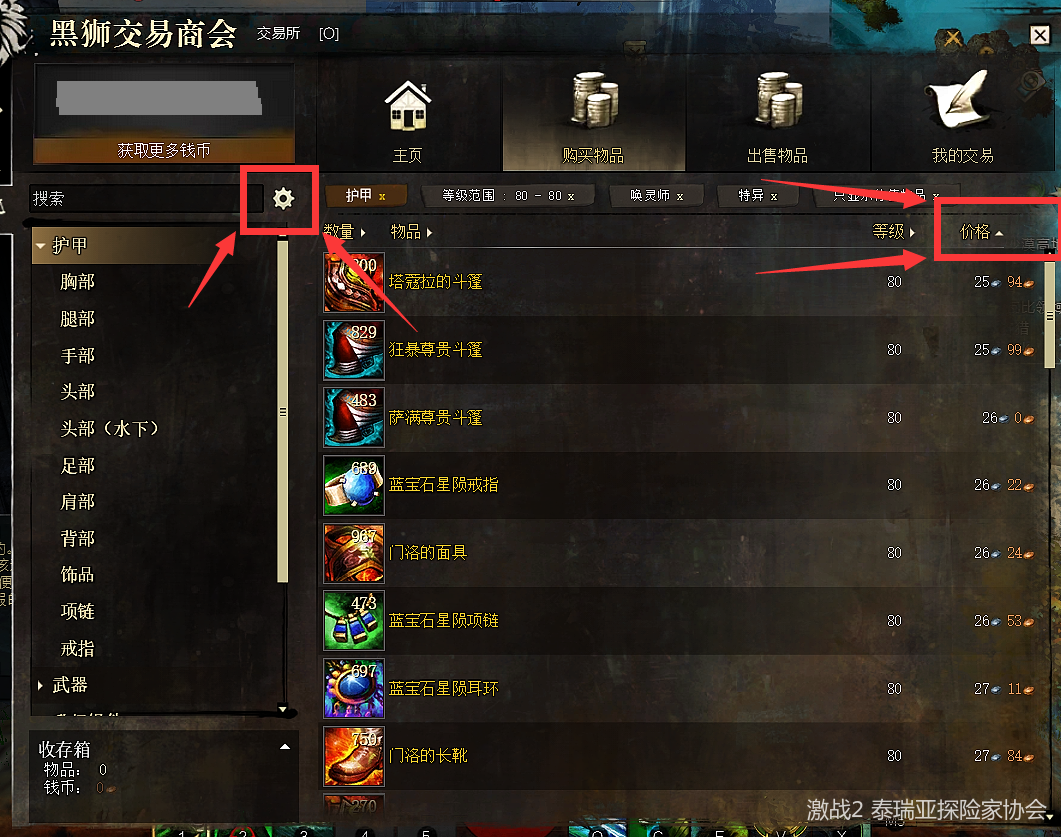 黑狮交易商会 交易所 [O]
获取更多钱币
主页
购买物品
出售物品
我的交易
搜索
护甲 x
等级范围 : 80 - 80 x
唤灵师 x
特异 x
数量 物品 等级 价格
护甲
胸部
腿部
手部
头部
头部（水下）
足部
肩部
背部
饰品
项链
戒指
武器
塔蔻拉的斗篷 80 25 94
829 狂暴尊贵斗篷 80 25 99
483 萨满尊贵斗篷 80 26 0
689 蓝宝石星陨戒指 80 26 22
967 门洛的面具 80 26 24
473 蓝宝石星陨项链 80 26 53
697 蓝宝石星陨耳环 80 27 11
750 门洛的长靴 80 27 84
270
收存箱
物品： 0
钱币： 0
激战2 泰瑞亚探险家协会
1 2 3 4 5